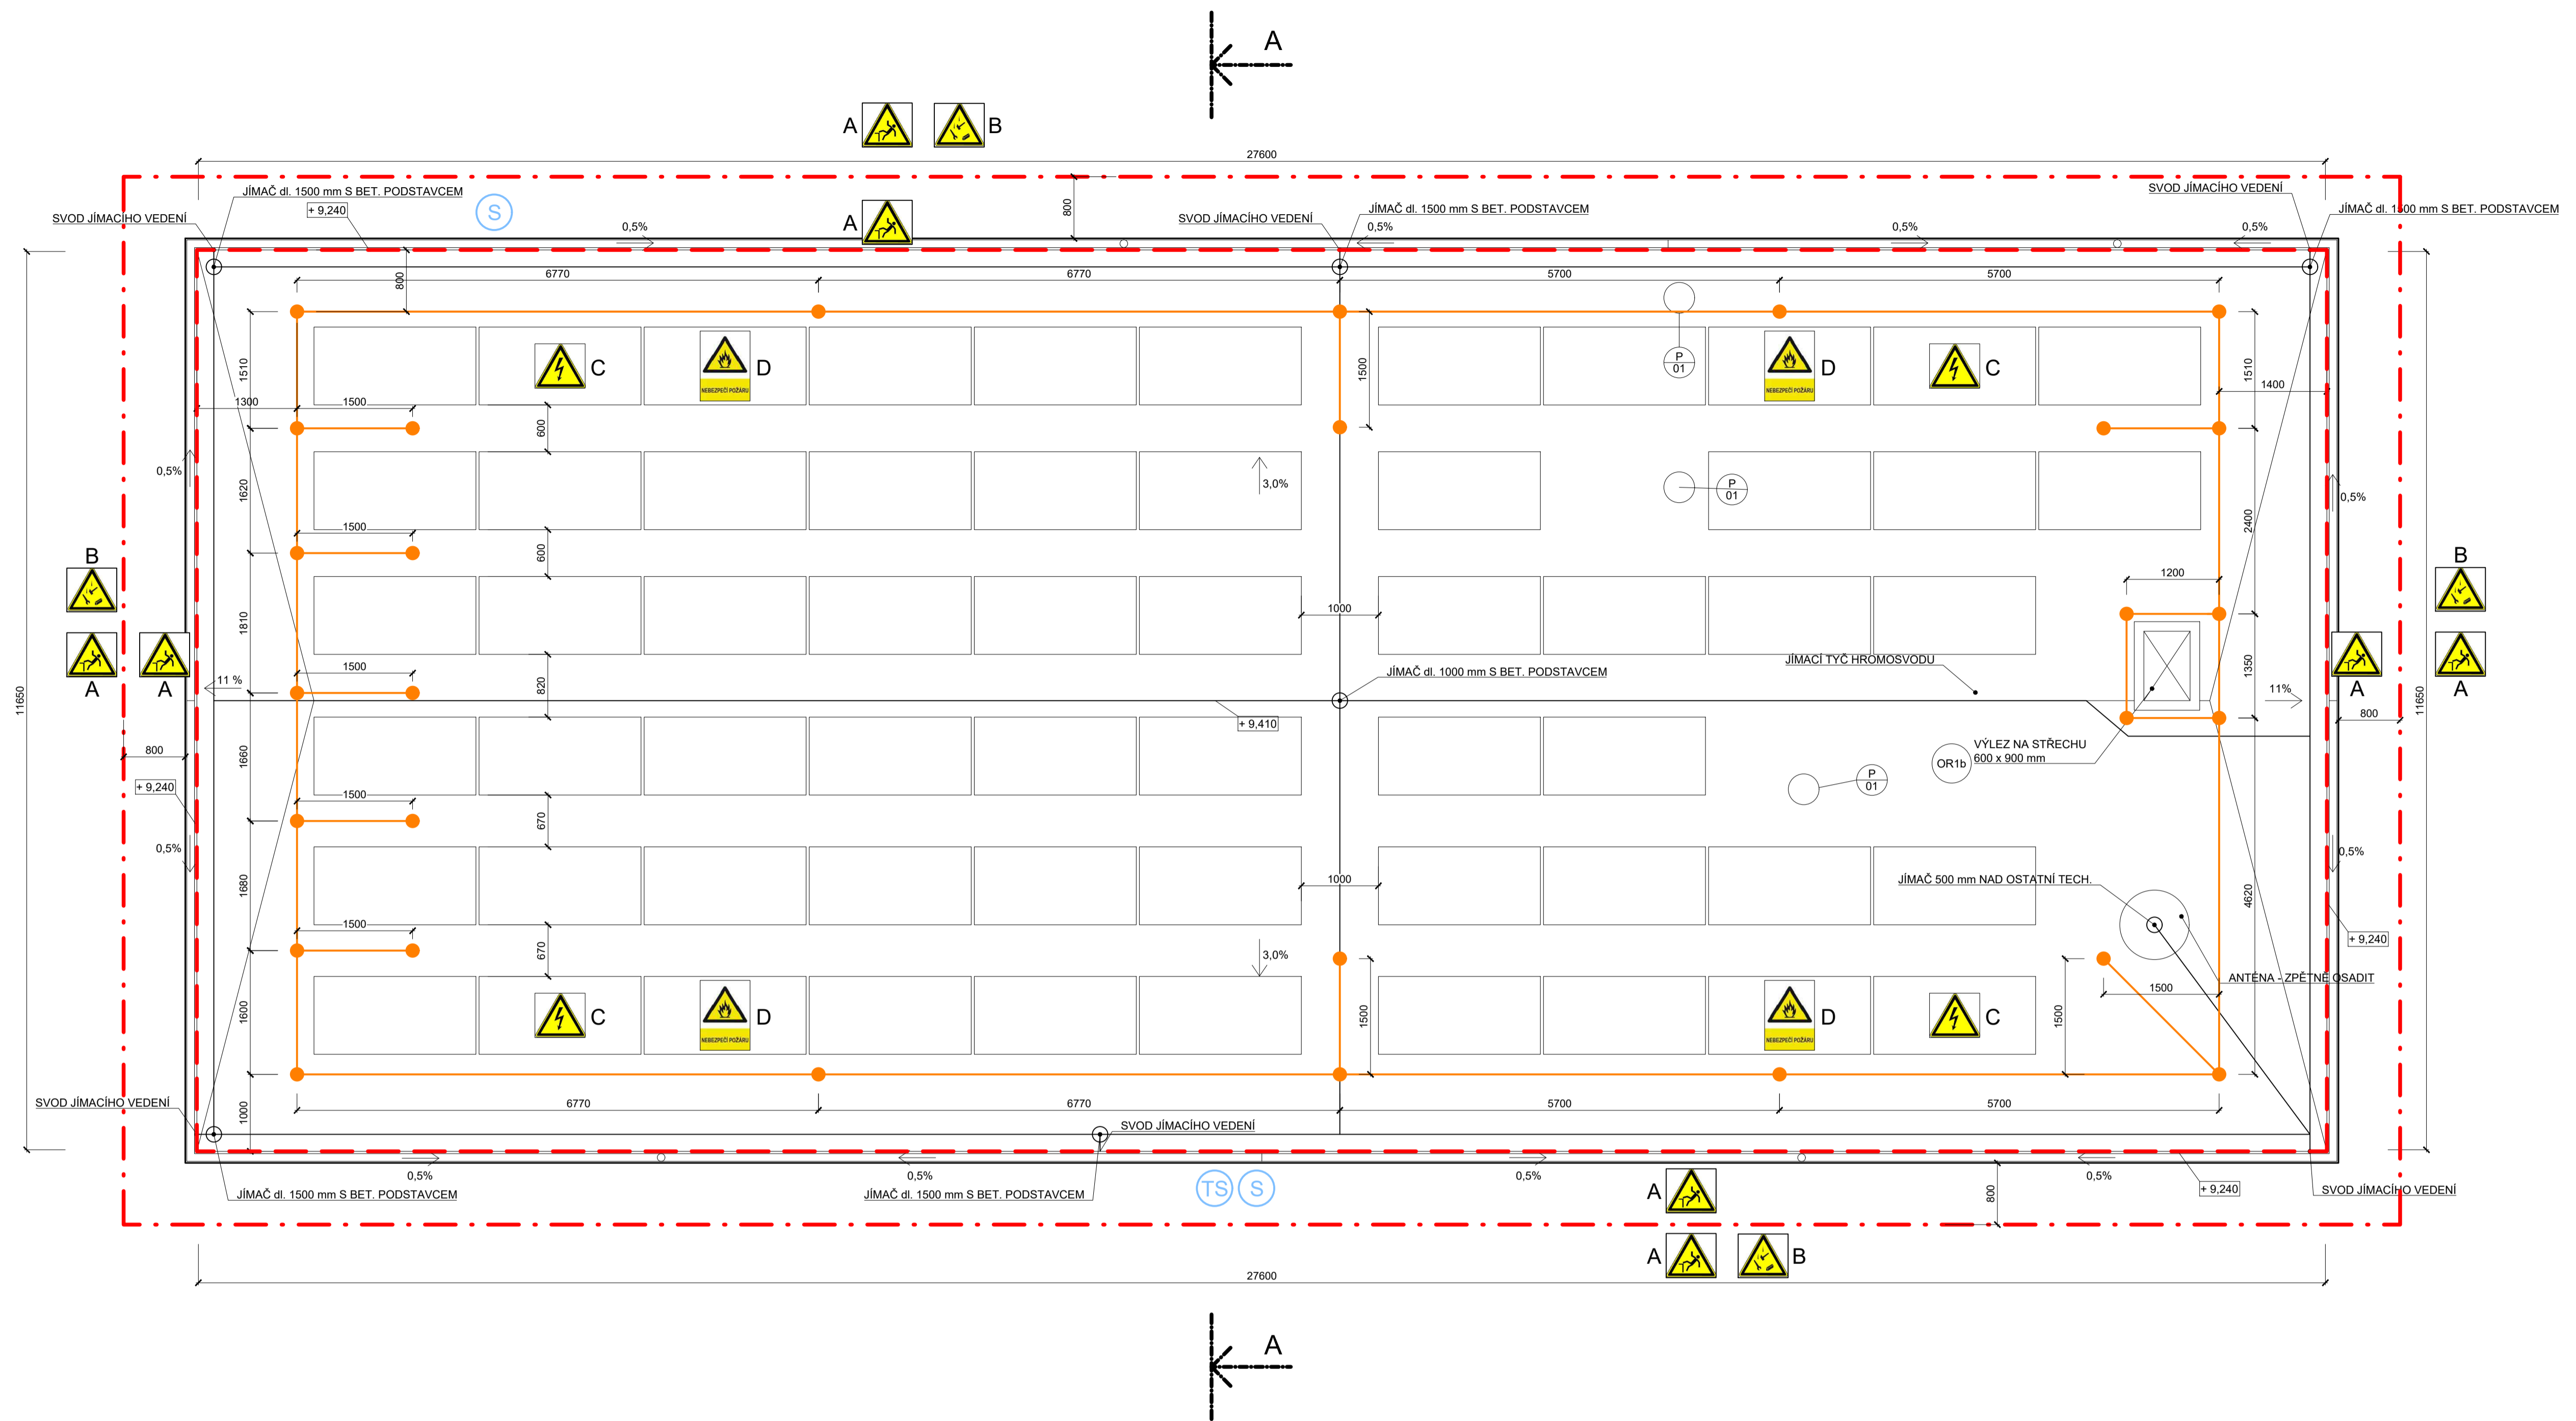 A
A
B
27600
SVOD JÍMACÍHO VEDENÍ
JÍMAČ dl. 1500 mm S BET. PODSTAVCEM
+ 9,240
S
SVOD JÍMACÍHO VEDENÍ
0,5%
A
800
SVOD JÍMACÍHO VEDENÍ
JÍMAČ dl. 1500 mm S BET. PODSTAVCEM
0,5%
0,5%
0,5%
JÍMAČ dl. 1500 mm S BET. PODSTAVCEM
800
6770
6770
5700
5700
1510
C
NEBEZPEČÍ POŽÁRU
D
1500
P
01
NEBEZPEČÍ POŽÁRU
D
C
1510
1400
1300
1500
600
0,5%
1620
3,0%
P
01
0,5%
2400
1500
600
B
A
A
1810
1000
1200
B
A
A
1500
820
JÍMACÍ TYČ HROMOSVODU
1350
11 %
JÍMAČ dl. 1000 mm S BET. PODSTAVCEM
11%
11650
11650
+ 9,410
800
800
1660
VÝLEZ NA STŘECHU
600 x 900 mm
OR1b
P
01
+ 9,240
1500
670
0,5%
0,5%
1680
1000
JÍMAČ 500 mm NAD OSTATNÍ TECH.
4620
1500
670
3,0%
+ 9,240
ANTÉNA - ZPĚTNĚ OSADIT
1500
1600
C
NEBEZPEČÍ POŽÁRU
D
1500
NEBEZPEČÍ POŽÁRU
D
C
1500
SVOD JÍMACÍHO VEDENÍ
1000
6770
6770
5700
5700
SVOD JÍMACÍHO VEDENÍ
0,5%
0,5%
0,5%
0,5%
JÍMAČ dl. 1500 mm S BET. PODSTAVCEM
JÍMAČ dl. 1500 mm S BET. PODSTAVCEM
TS
S
A
800
+ 9,240
SVOD JÍMACÍHO VEDENÍ
A
B
27600
A